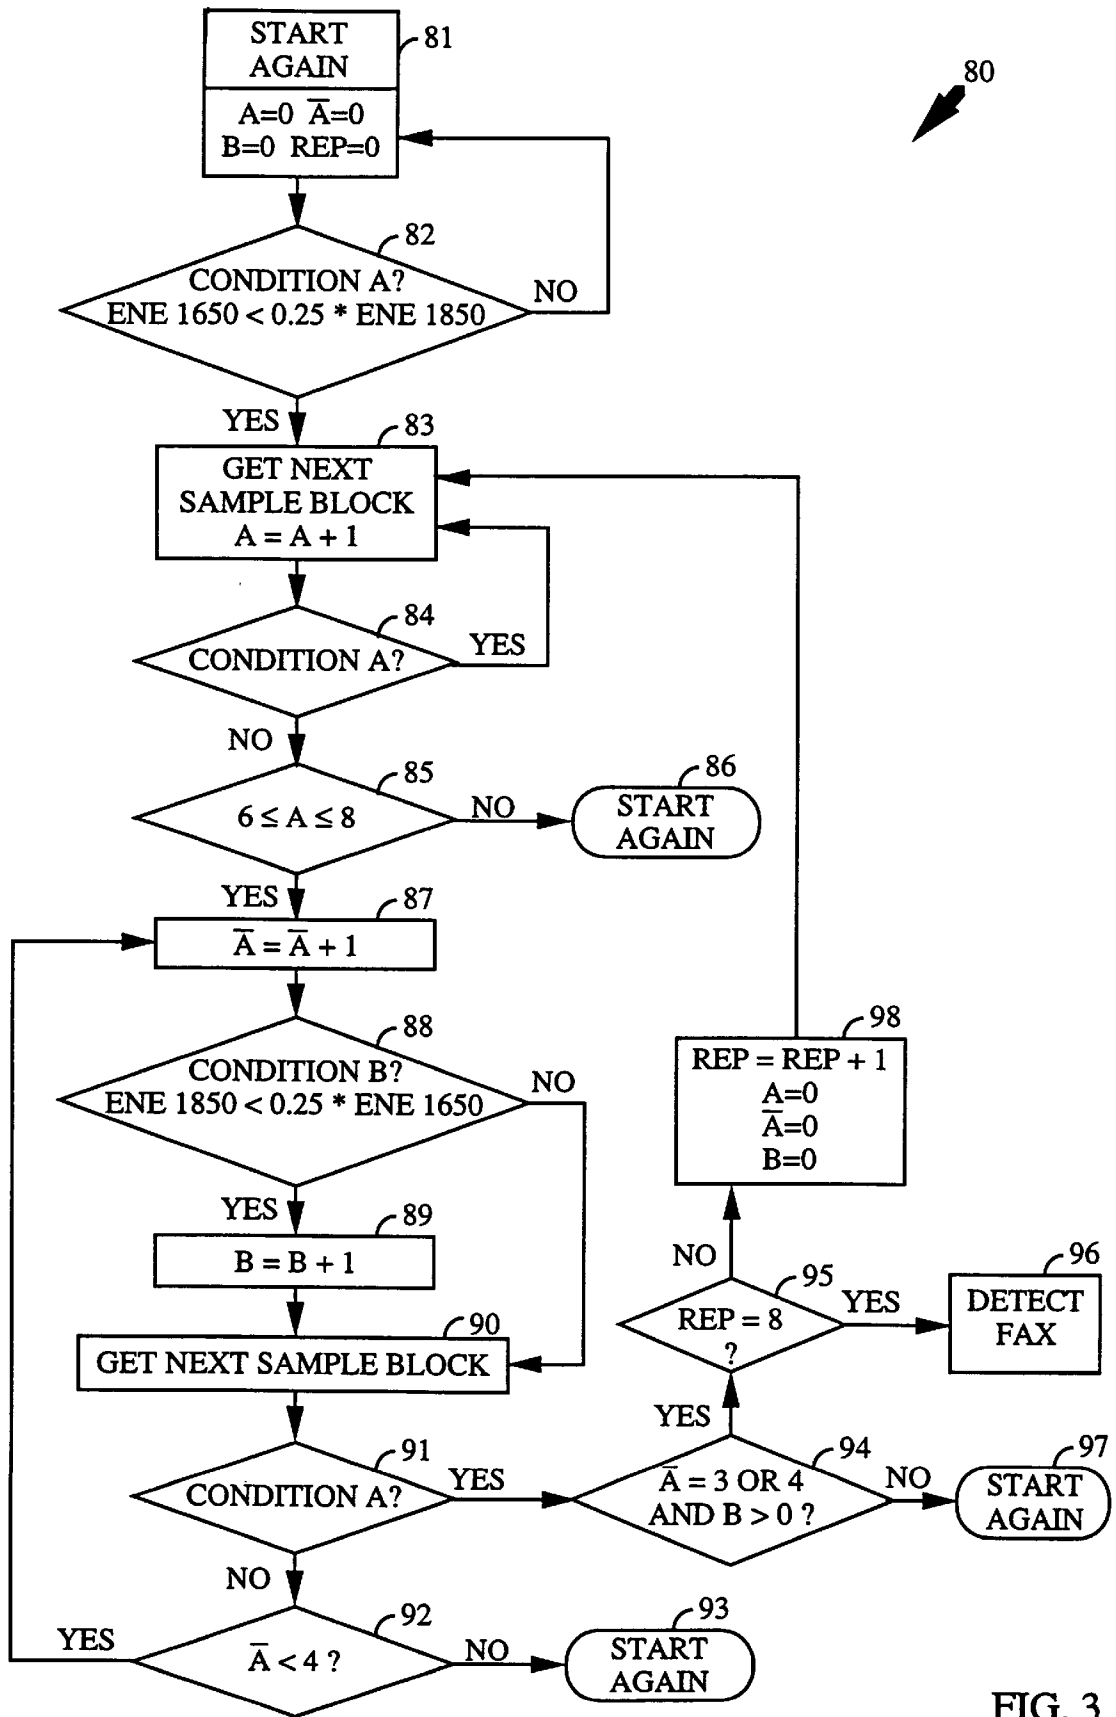 START
AGAIN
81
A=0 A̅=0
B=0 REP=0
80
82
CONDITION A?
ENE 1650 < 0.25 * ENE 1850
NO
YES
83
GET NEXT
SAMPLE BLOCK
A = A + 1
84
CONDITION A?
YES
NO
85
6 ≤ A ≤ 8
NO
86
START
AGAIN
YES
87
A̅ = A̅ + 1
88
CONDITION B?
ENE 1850 < 0.25 * ENE 1650
NO
YES
89
B = B + 1
90
GET NEXT SAMPLE BLOCK
91
CONDITION A?
YES
NO
92
A̅ < 4 ?
YES
NO
93
START
AGAIN
94
A̅ = 3 OR 4
AND B > 0 ?
NO
97
START
AGAIN
YES
95
REP = 8
?
YES
96
DETECT
FAX
NO
98
REP = REP + 1
A=0
A̅=0
B=0
FIG. 3